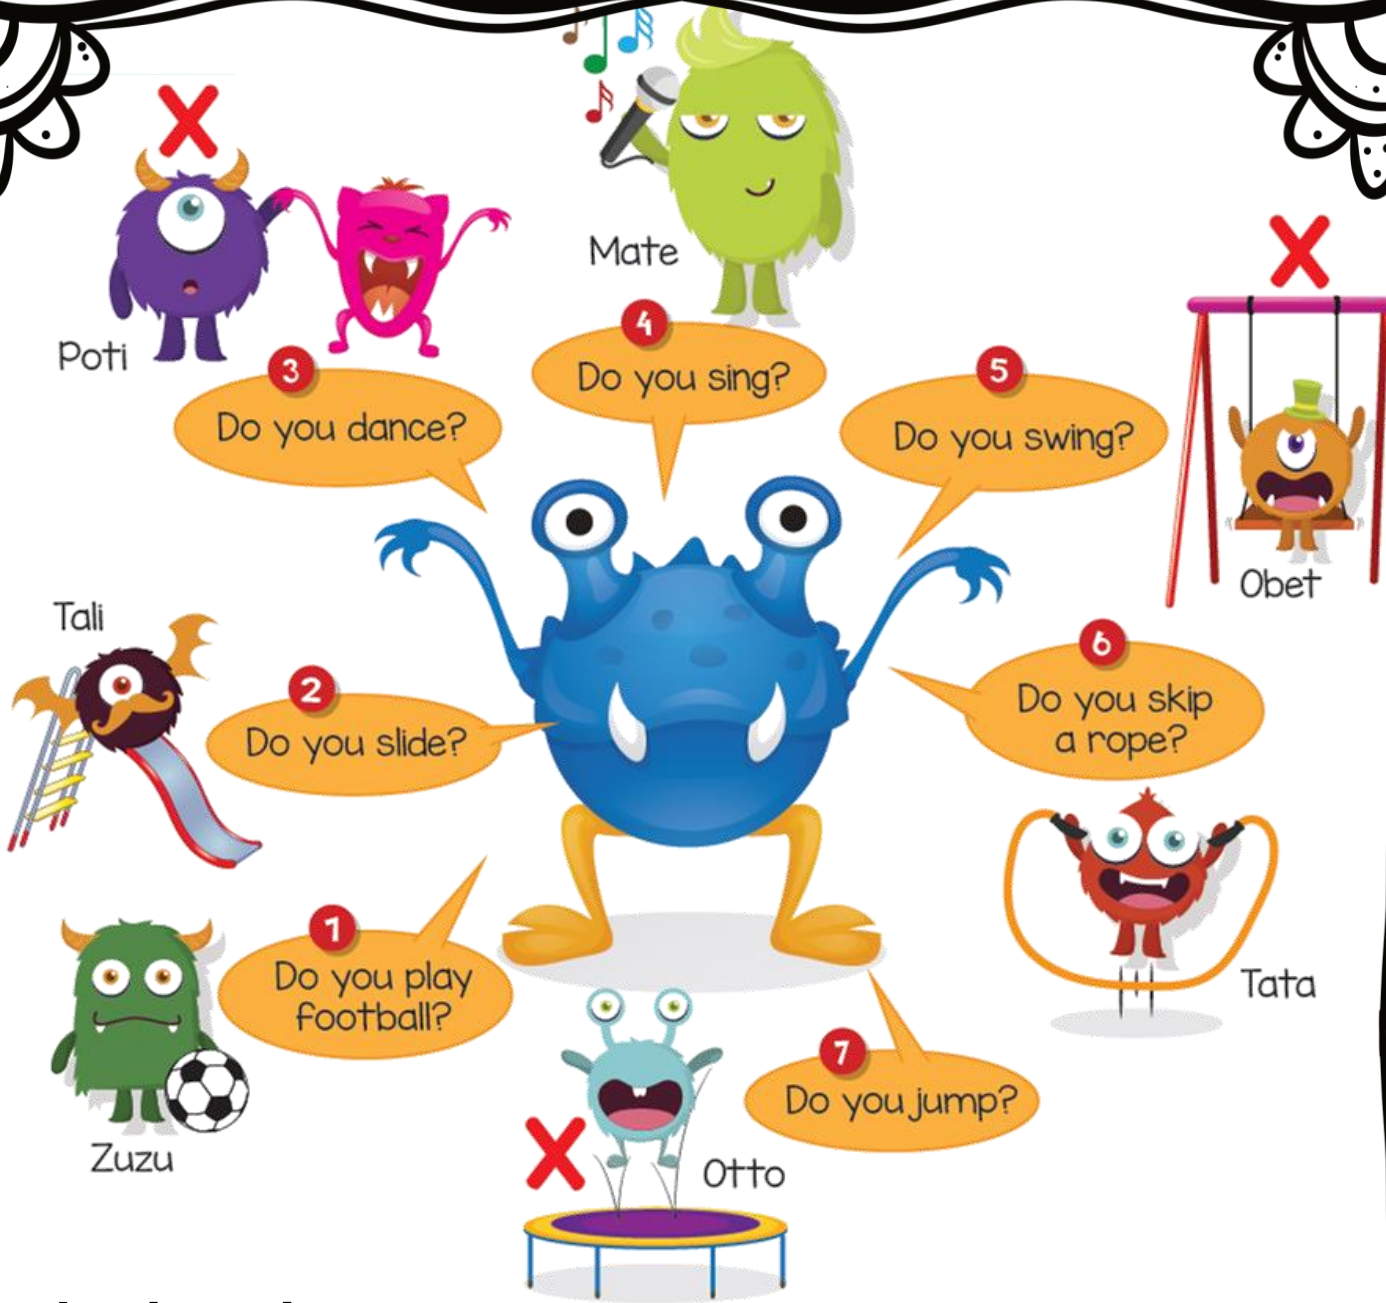 Mate
Poti
4
Do you sing?
3
Do you dance?
5
Do you swing?
Obet
Tali
2
Do you slide?
6
Do you skip
a rope?
1
Do you play
football?
Tata
Zuzu
7
Do you jump?
Otto